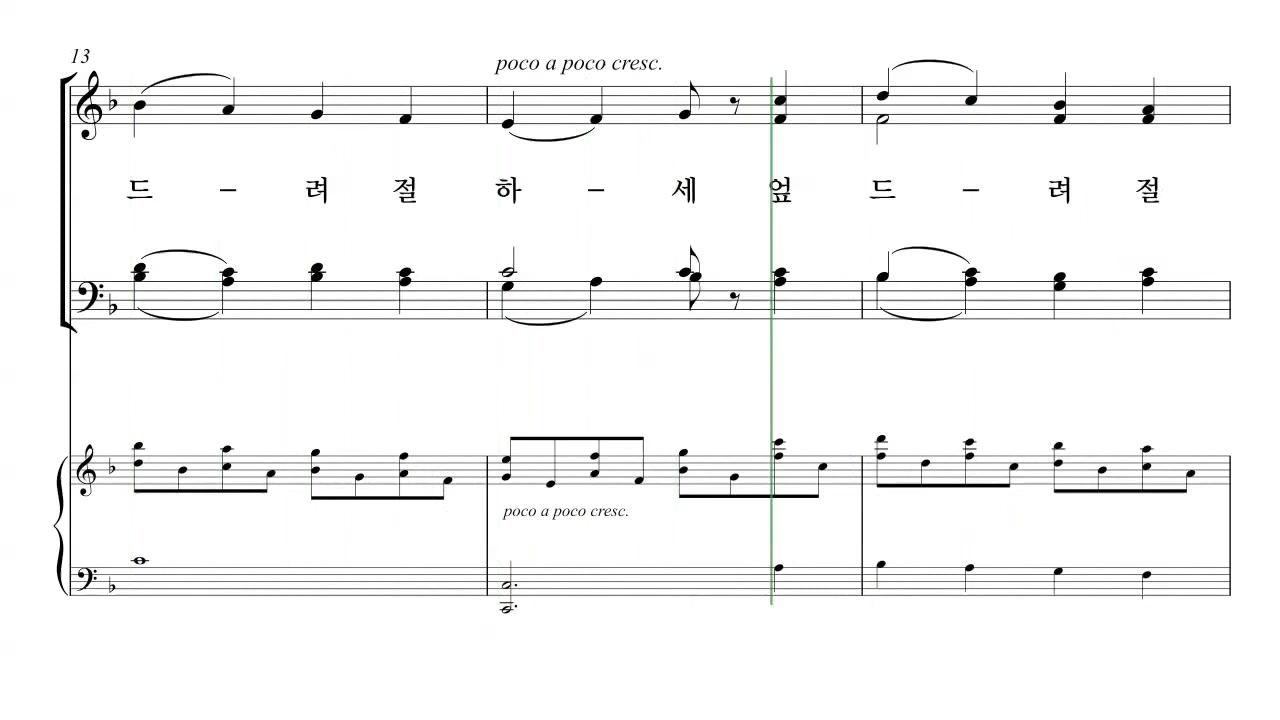 13
poco a poco cresc.
드 – 려 절 하 – 세 엎 드 – 려 절
poco a poco cresc.